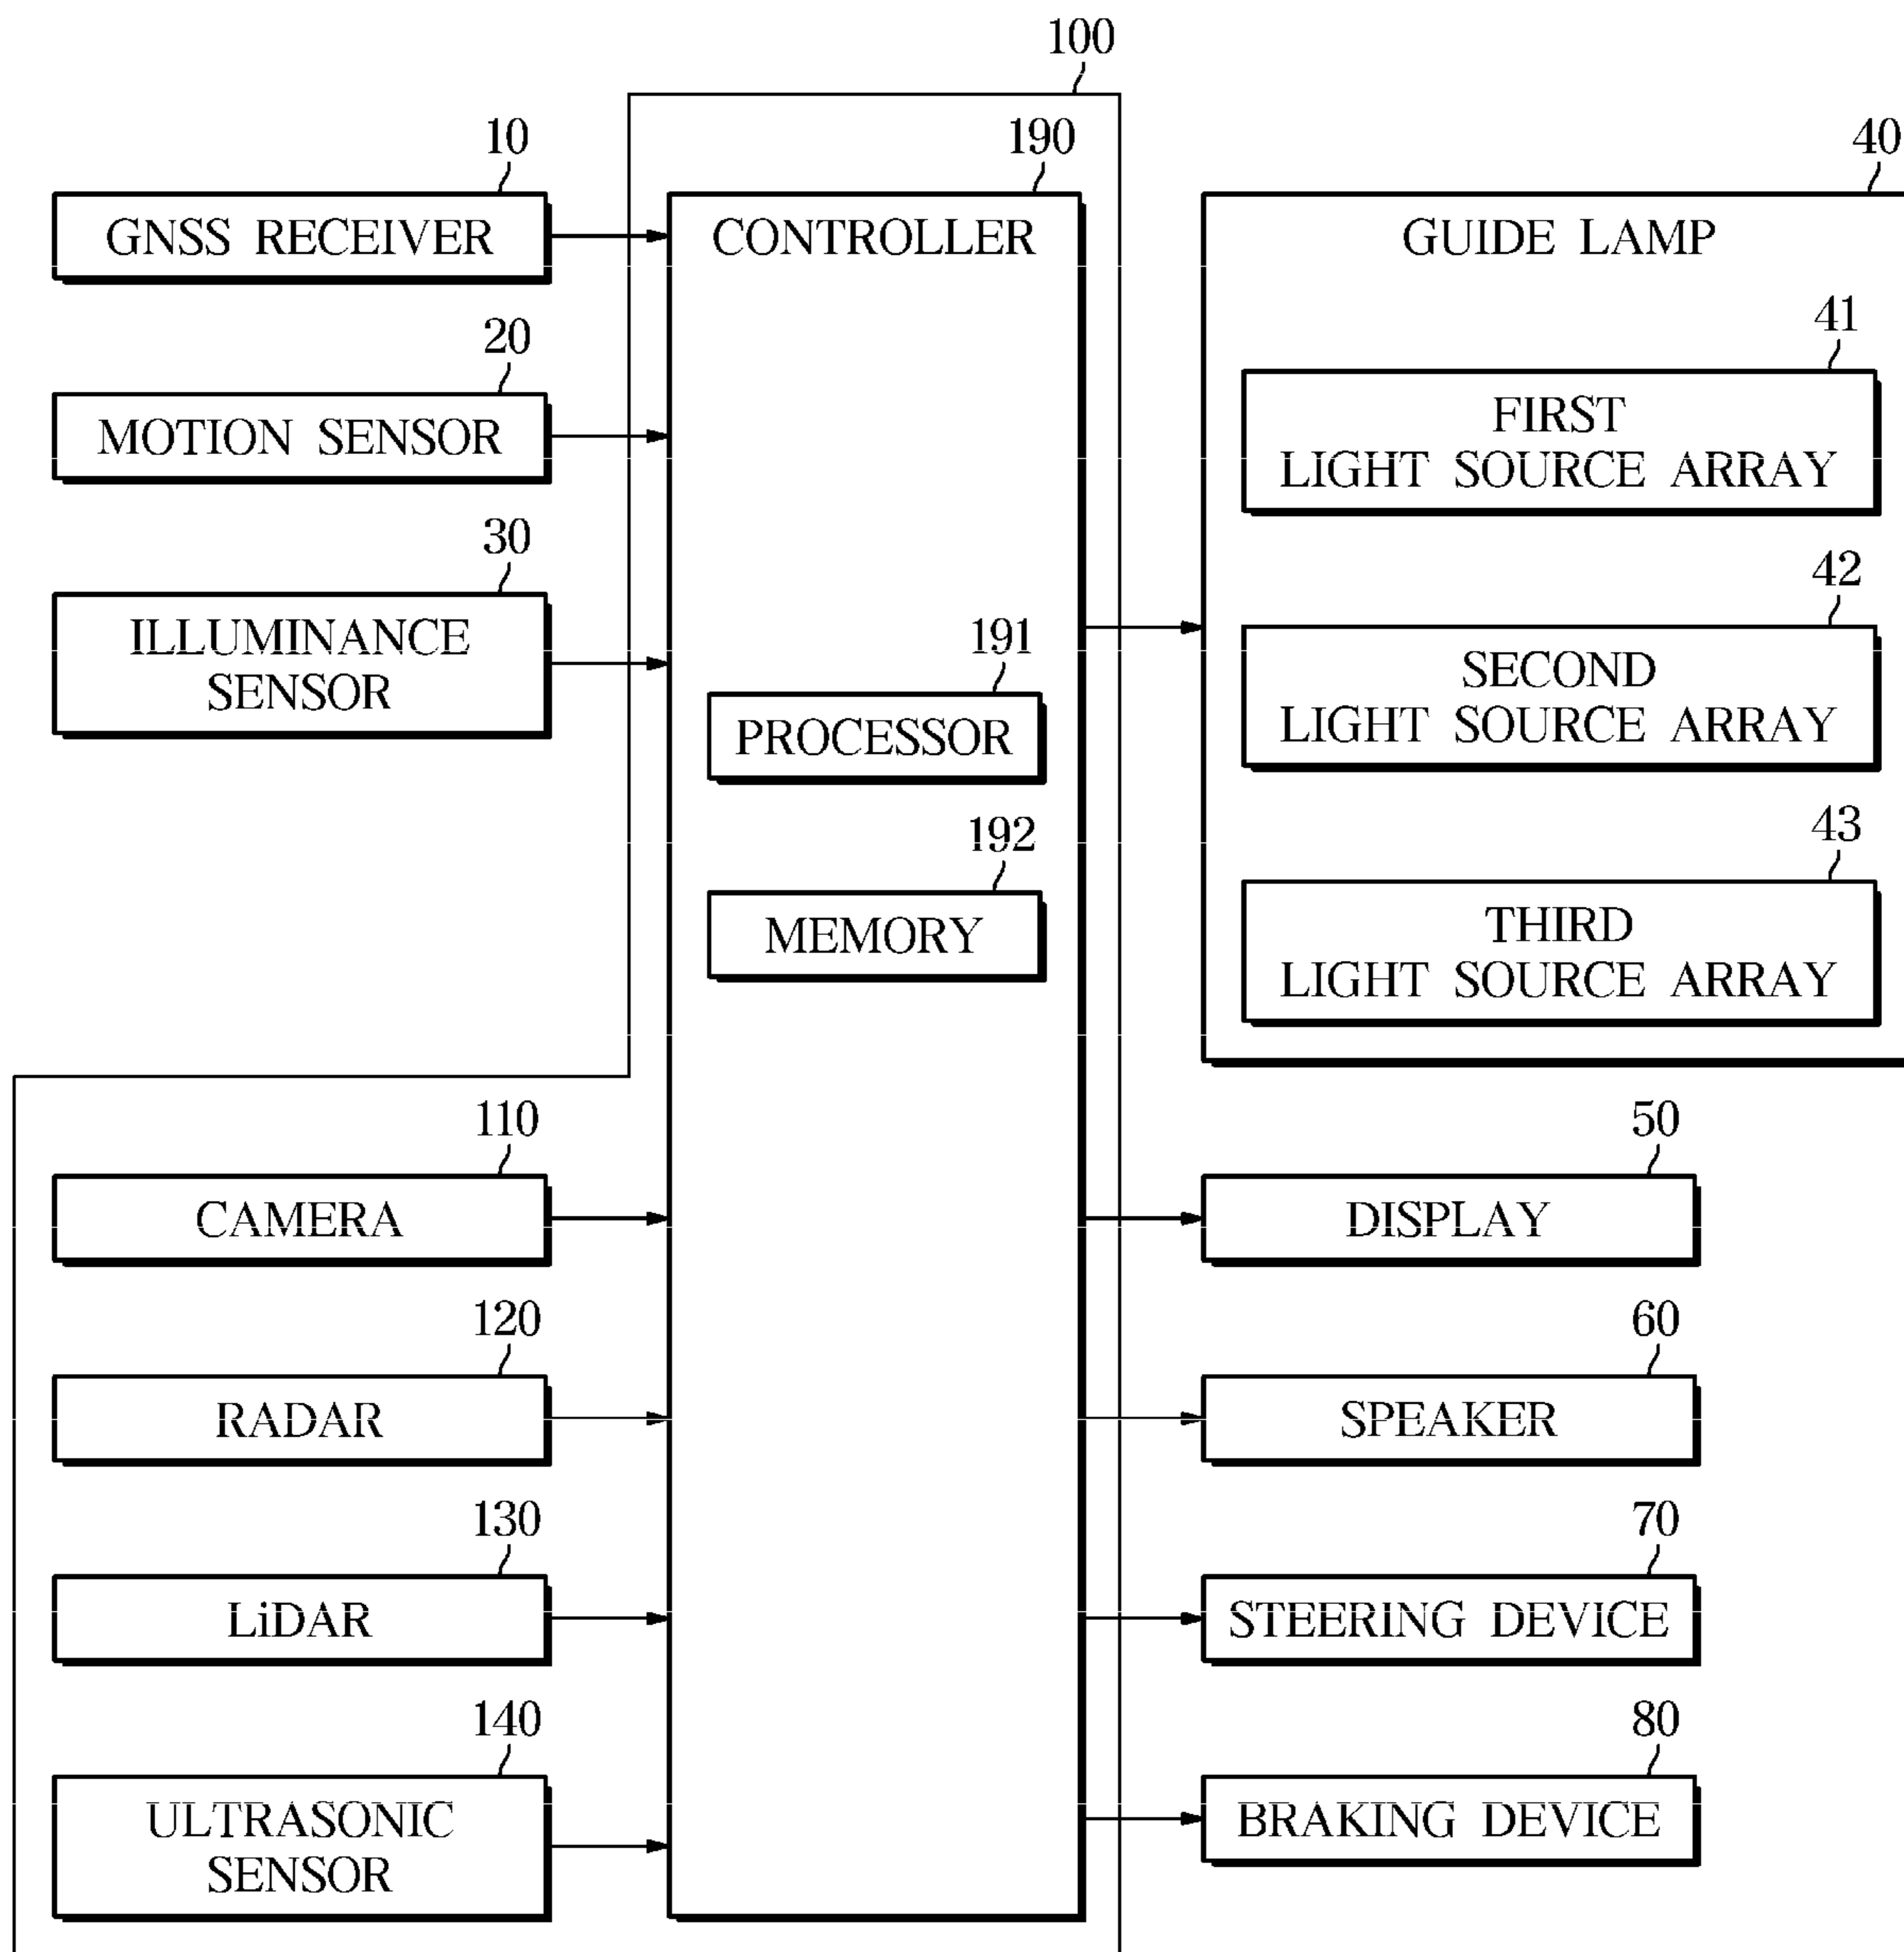 100
10
GNSS RECEIVER
20
MOTION SENSOR
30
ILLUMINANCE
SENSOR
190
CONTROLLER
191
PROCESSOR
192
MEMORY
40
GUIDE LAMP
41
FIRST
LIGHT SOURCE ARRAY
42
SECOND
LIGHT SOURCE ARRAY
43
THIRD
LIGHT SOURCE ARRAY
110
CAMERA
120
RADAR
130
LiDAR
140
ULTRASONIC
SENSOR
50
DISPLAY
60
SPEAKER
70
STEERING DEVICE
80
BRAKING DEVICE